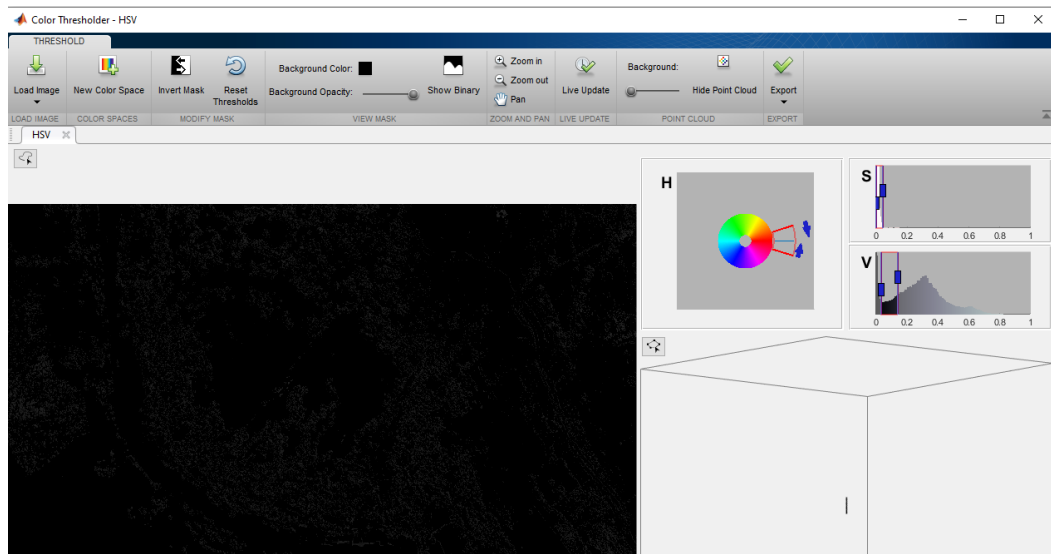 Color Thresholder - HSV
THRESHOLD
Load Image
New Color Space
Invert Mask
Reset Thresholds
Background Color:
Background Opacity:
Show Binary
Zoom in
Zoom out
Pan
Live Update
Background:
Hide Point Cloud
Export
LOAD IMAGE
COLOR SPACES
MODIFY MASK
VIEW MASK
ZOOM AND PAN
LIVE UPDATE
POINT CLOUD
EXPORT
HSV
H
S
0 0.2 0.4 0.6 0.8 1
V
0 0.2 0.4 0.6 0.8 1